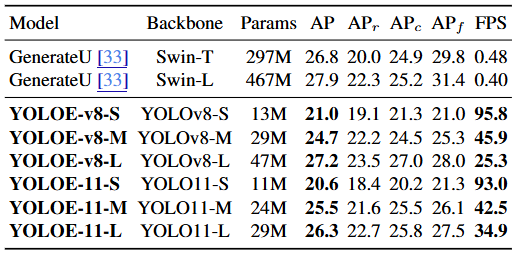 Model Backbone Params AP APr APc APf FPS
GenerateU [33] Swin-T 297M 26.8 20.0 24.9 29.8 0.48
GenerateU [33] Swin-L 467M 27.9 22.3 25.2 31.4 0.40
YOLOE-v8-S YOLOv8-S 13M 21.0 19.1 21.3 21.0 95.8
YOLOE-v8-M YOLOv8-M 29M 24.7 22.2 24.5 25.3 45.9
YOLOE-v8-L YOLOv8-L 47M 27.2 23.5 27.0 28.0 25.3
YOLOE-11-S YOLO11-S 11M 20.6 18.4 20.2 21.3 93.0
YOLOE-11-M YOLO11-M 24M 25.5 21.6 25.5 26.1 42.5
YOLOE-11-L YOLO11-L 29M 26.3 22.7 25.8 27.5 34.9